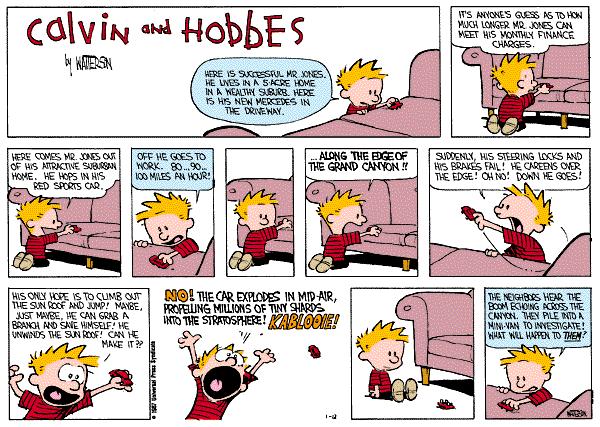 CALVIN AND HOBBES
by WATTERSON
HERE IS SUCCESSFUL MR. JONES.
HE LIVES IN A 5-ACRE HOME
IN A WEALTHY SUBURB. HERE
IS HIS NEW MERCEDES IN
THE DRIVEWAY.
IT'S ANYONE'S GUESS AS TO HOW
MUCH LONGER MR. JONES CAN
MEET HIS MONTHLY FINANCE
CHARGES.
HERE COMES MR. JONES OUT
OF HIS ATTRACTIVE SUBURBAN
HOME. HE HOPS IN HIS
RED SPORTS CAR.
OFF HE GOES TO
WORK. 80...90...
100 MILES AN HOUR!
...ALONG THE EDGE OF
THE GRAND CANYON!!
SUDDENLY, HIS STEERING LOCKS AND
HIS BRAKES FAIL! HE CAREENS OVER
THE EDGE! OH NO! DOWN HE GOES!
HIS ONLY HOPE IS TO CLIMB OUT
THE SUN ROOF AND JUMP! MAYBE,
JUST MAYBE, HE CAN GRAB A
BRANCH AND SAVE HIMSELF! HE
UNWINDS THE SUN ROOF! CAN HE
MAKE IT??
© 1987 Universal Press Syndicate
NO! THE CAR EXPLODES IN MID-AIR,
PROPELLING MILLIONS OF TINY SHARDS
INTO THE STRATOSPHERE! KABLOOIE!
1-18
THE NEIGHBORS HEAR THE
BOOM ECHOING ACROSS THE
CANYON. THEY PILE INTO A
MINI-VAN TO INVESTIGATE!
WHAT WILL HAPPEN TO THEM?
WATTERSON